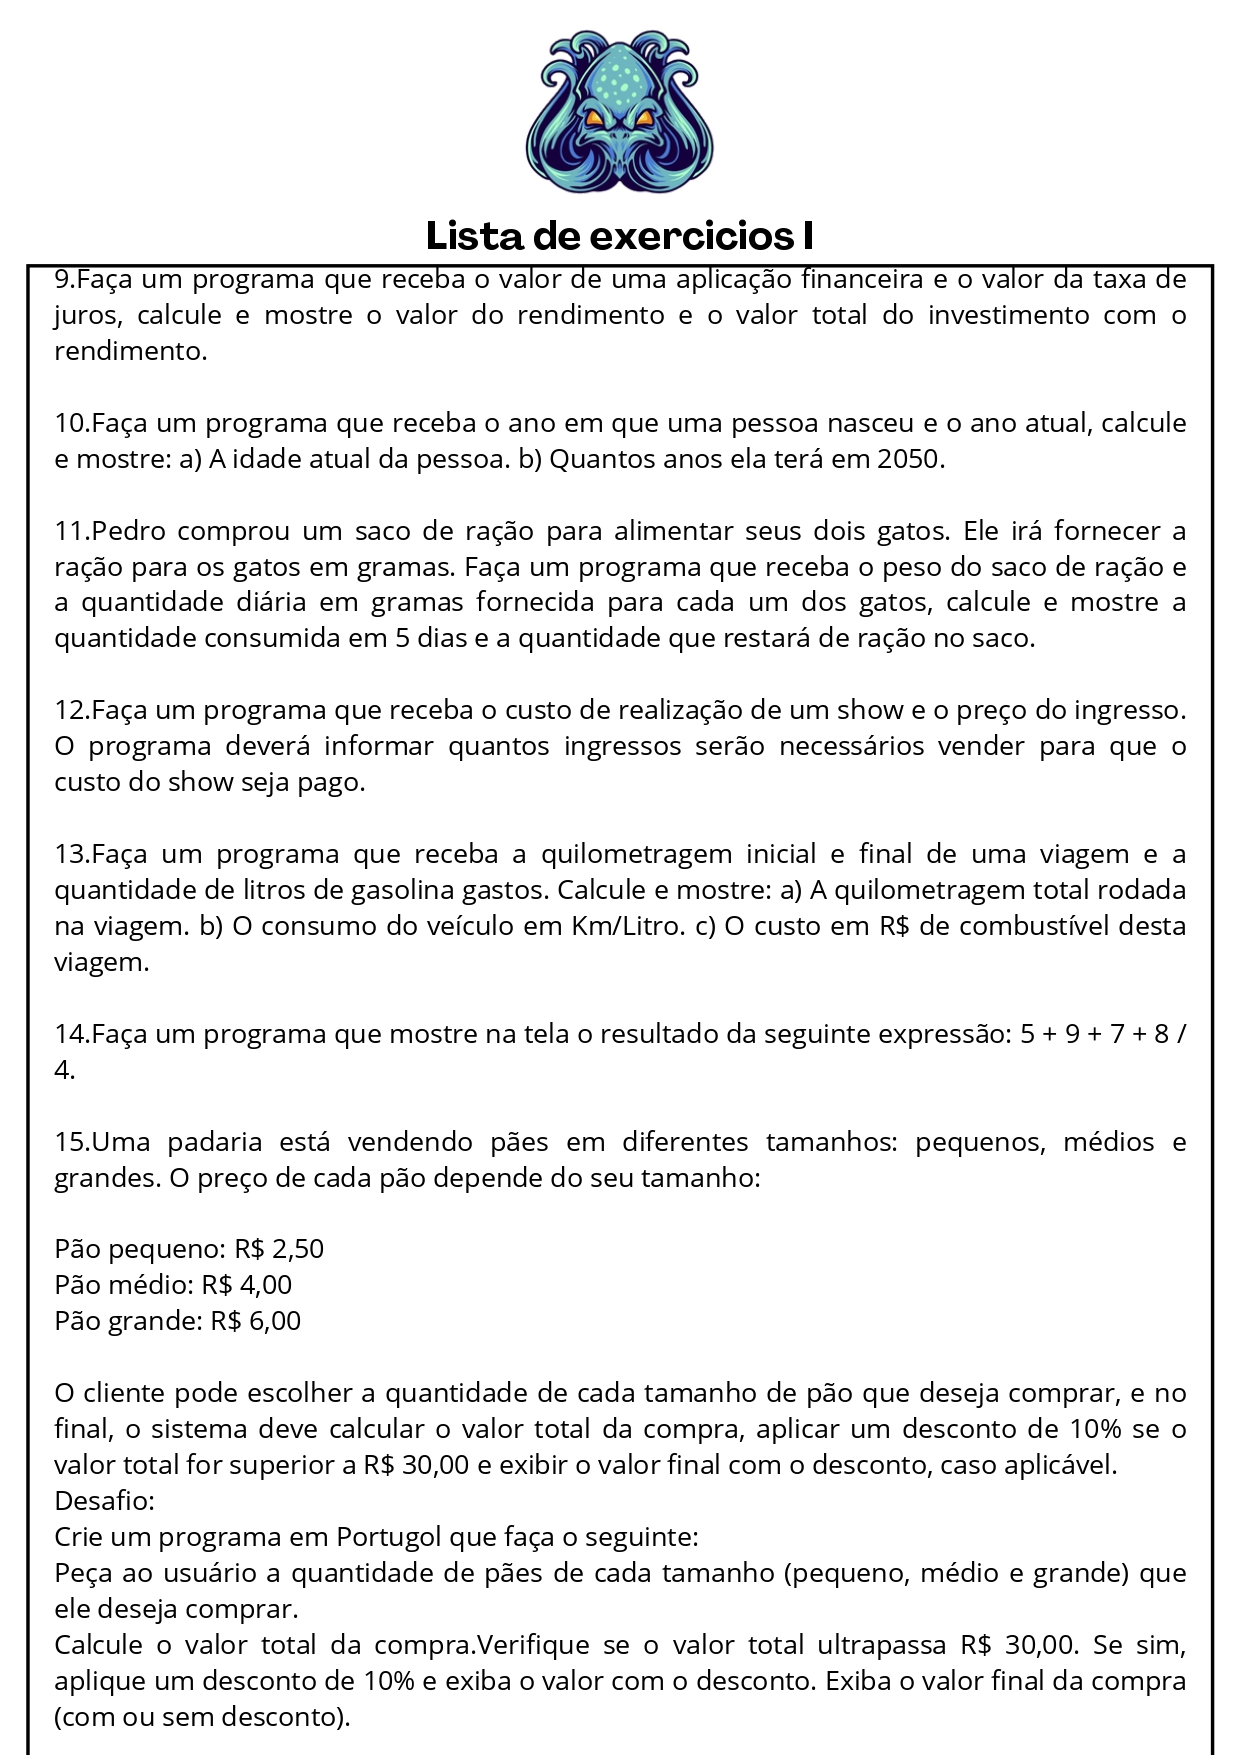 Lista de exercicios I
9.Faça um programa que receba o valor de uma aplicação financeira e o valor da taxa de
juros, calcule e mostre o valor do rendimento e o valor total do investimento com o
rendimento.
10.Faça um programa que receba o ano em que uma pessoa nasceu e o ano atual, calcule
e mostre: a) A idade atual da pessoa. b) Quantos anos ela terá em 2050.
11.Pedro comprou um saco de ração para alimentar seus dois gatos. Ele irá fornecer a
ração para os gatos em gramas. Faça um programa que receba o peso do saco de ração e
a quantidade diária em gramas fornecida para cada um dos gatos, calcule e mostre a
quantidade consumida em 5 dias e a quantidade que restará de ração no saco.
12.Faça um programa que receba o custo de realização de um show e o preço do ingresso.
O programa deverá informar quantos ingressos serão necessários vender para que o
custo do show seja pago.
13.Faça um programa que receba a quilometragem inicial e final de uma viagem e a
quantidade de litros de gasolina gastos. Calcule e mostre: a) A quilometragem total rodada
na viagem. b) O consumo do veículo em Km/Litro. c) O custo em R$ de combustível desta
viagem.
14.Faça um programa que mostre na tela o resultado da seguinte expressão: 5 + 9 + 7 + 8 /
4.
15.Uma padaria está vendendo pães em diferentes tamanhos: pequenos, médios e
grandes. O preço de cada pão depende do seu tamanho:
Pão pequeno: R$ 2,50
Pão médio: R$ 4,00
Pão grande: R$ 6,00
O cliente pode escolher a quantidade de cada tamanho de pão que deseja comprar, e no
final, o sistema deve calcular o valor total da compra, aplicar um desconto de 10% se o
valor total for superior a R$ 30,00 e exibir o valor final com o desconto, caso aplicável.
Desafio:
Crie um programa em Portugol que faça o seguinte:
Peça ao usuário a quantidade de pães de cada tamanho (pequeno, médio e grande) que
ele deseja comprar.
Calcule o valor total da compra.Verifique se o valor total ultrapassa R$ 30,00. Se sim,
aplique um desconto de 10% e exiba o valor com o desconto. Exiba o valor final da compra
(com ou sem desconto).